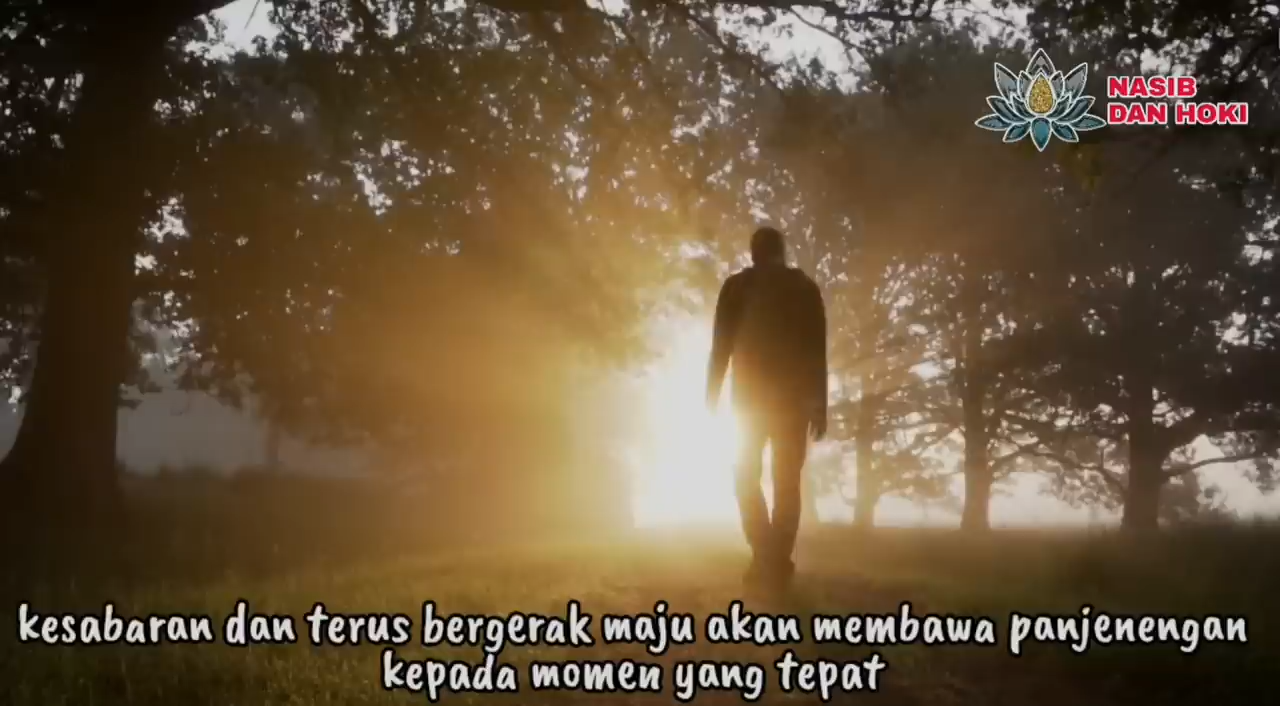 NASIB
DAN HOKI
kesabaran dan terus bergerak maju akan membawa panjenengan
kepada momen yang tepat